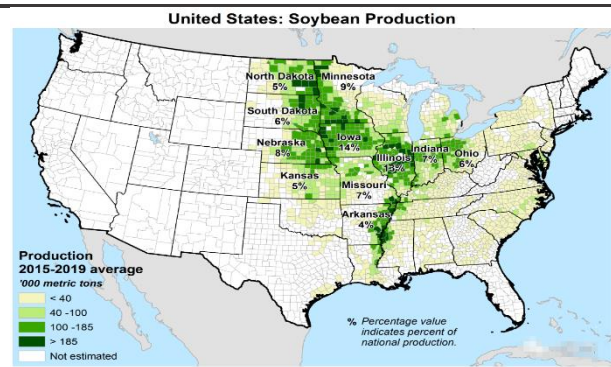 United States: Soybean Production
North Dakota
5%
Minnesota
9%
South Dakota
6%
Nebraska
8%
Iowa
14%
Illinois
13%
Indiana
7%
Ohio
6%
Kansas
5%
Missouri
7%
Arkansas
4%
Production
2015-2019 average
'000 metric tons
< 40
40 -100
100 -185
> 185
Not estimated
% Percentage value
indicates percent of
national production.